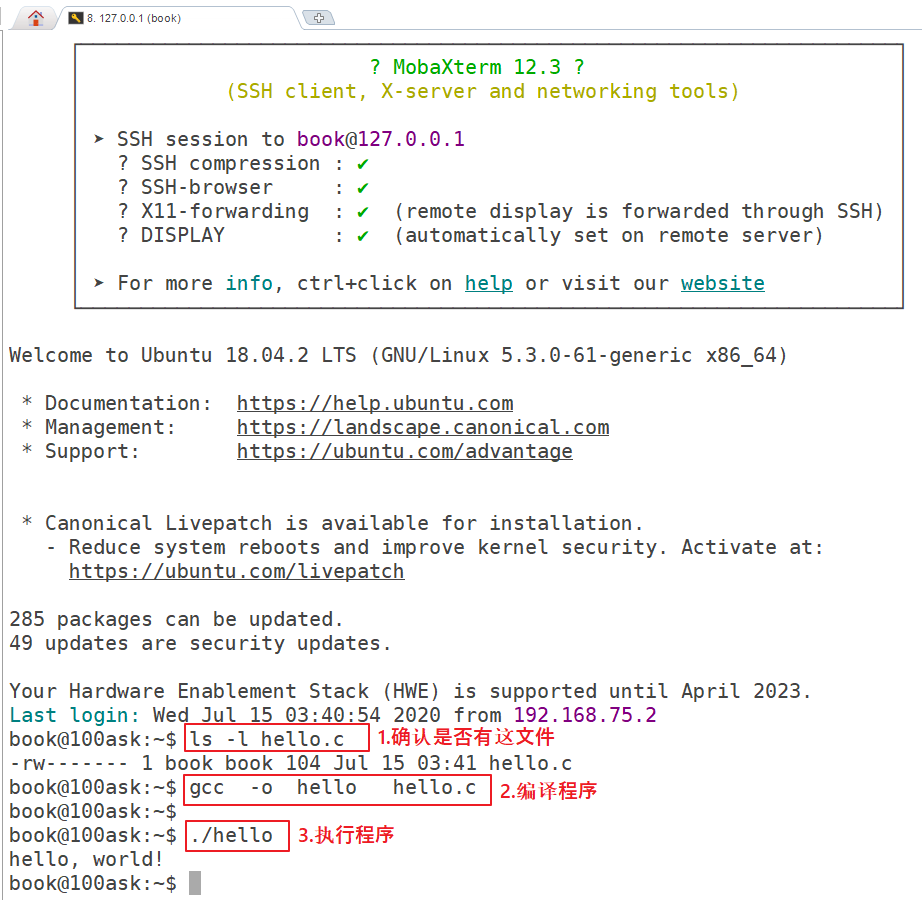 8. 127.0.0.1 (book)
? MobaXterm 12.3 ?
(SSH client, X-server and networking tools)
➤ SSH session to book@127.0.0.1
? SSH compression : ✔
? SSH-browser     : ✔
? X11-forwarding  : ✔  (remote display is forwarded through SSH)
? DISPLAY         : ✔  (automatically set on remote server)
➤ For more info, ctrl+click on help or visit our website
Welcome to Ubuntu 18.04.2 LTS (GNU/Linux 5.3.0-61-generic x86_64)
* Documentation:  https://help.ubuntu.com
* Management:     https://landscape.canonical.com
* Support:        https://ubuntu.com/advantage
* Canonical Livepatch is available for installation.
- Reduce system reboots and improve kernel security. Activate at:
https://ubuntu.com/livepatch
285 packages can be updated.
49 updates are security updates.
Your Hardware Enablement Stack (HWE) is supported until April 2023.
Last login: Wed Jul 15 03:40:54 2020 from 192.168.75.2
book@100ask:~$ ls -l hello.c 1.确认是否有这文件
-rw------- 1 book book 104 Jul 15 03:41 hello.c
book@100ask:~$ gcc  -o  hello   hello.c 2.编译程序
book@100ask:~$
book@100ask:~$ ./hello 3.执行程序
hello, world!
book@100ask:~$